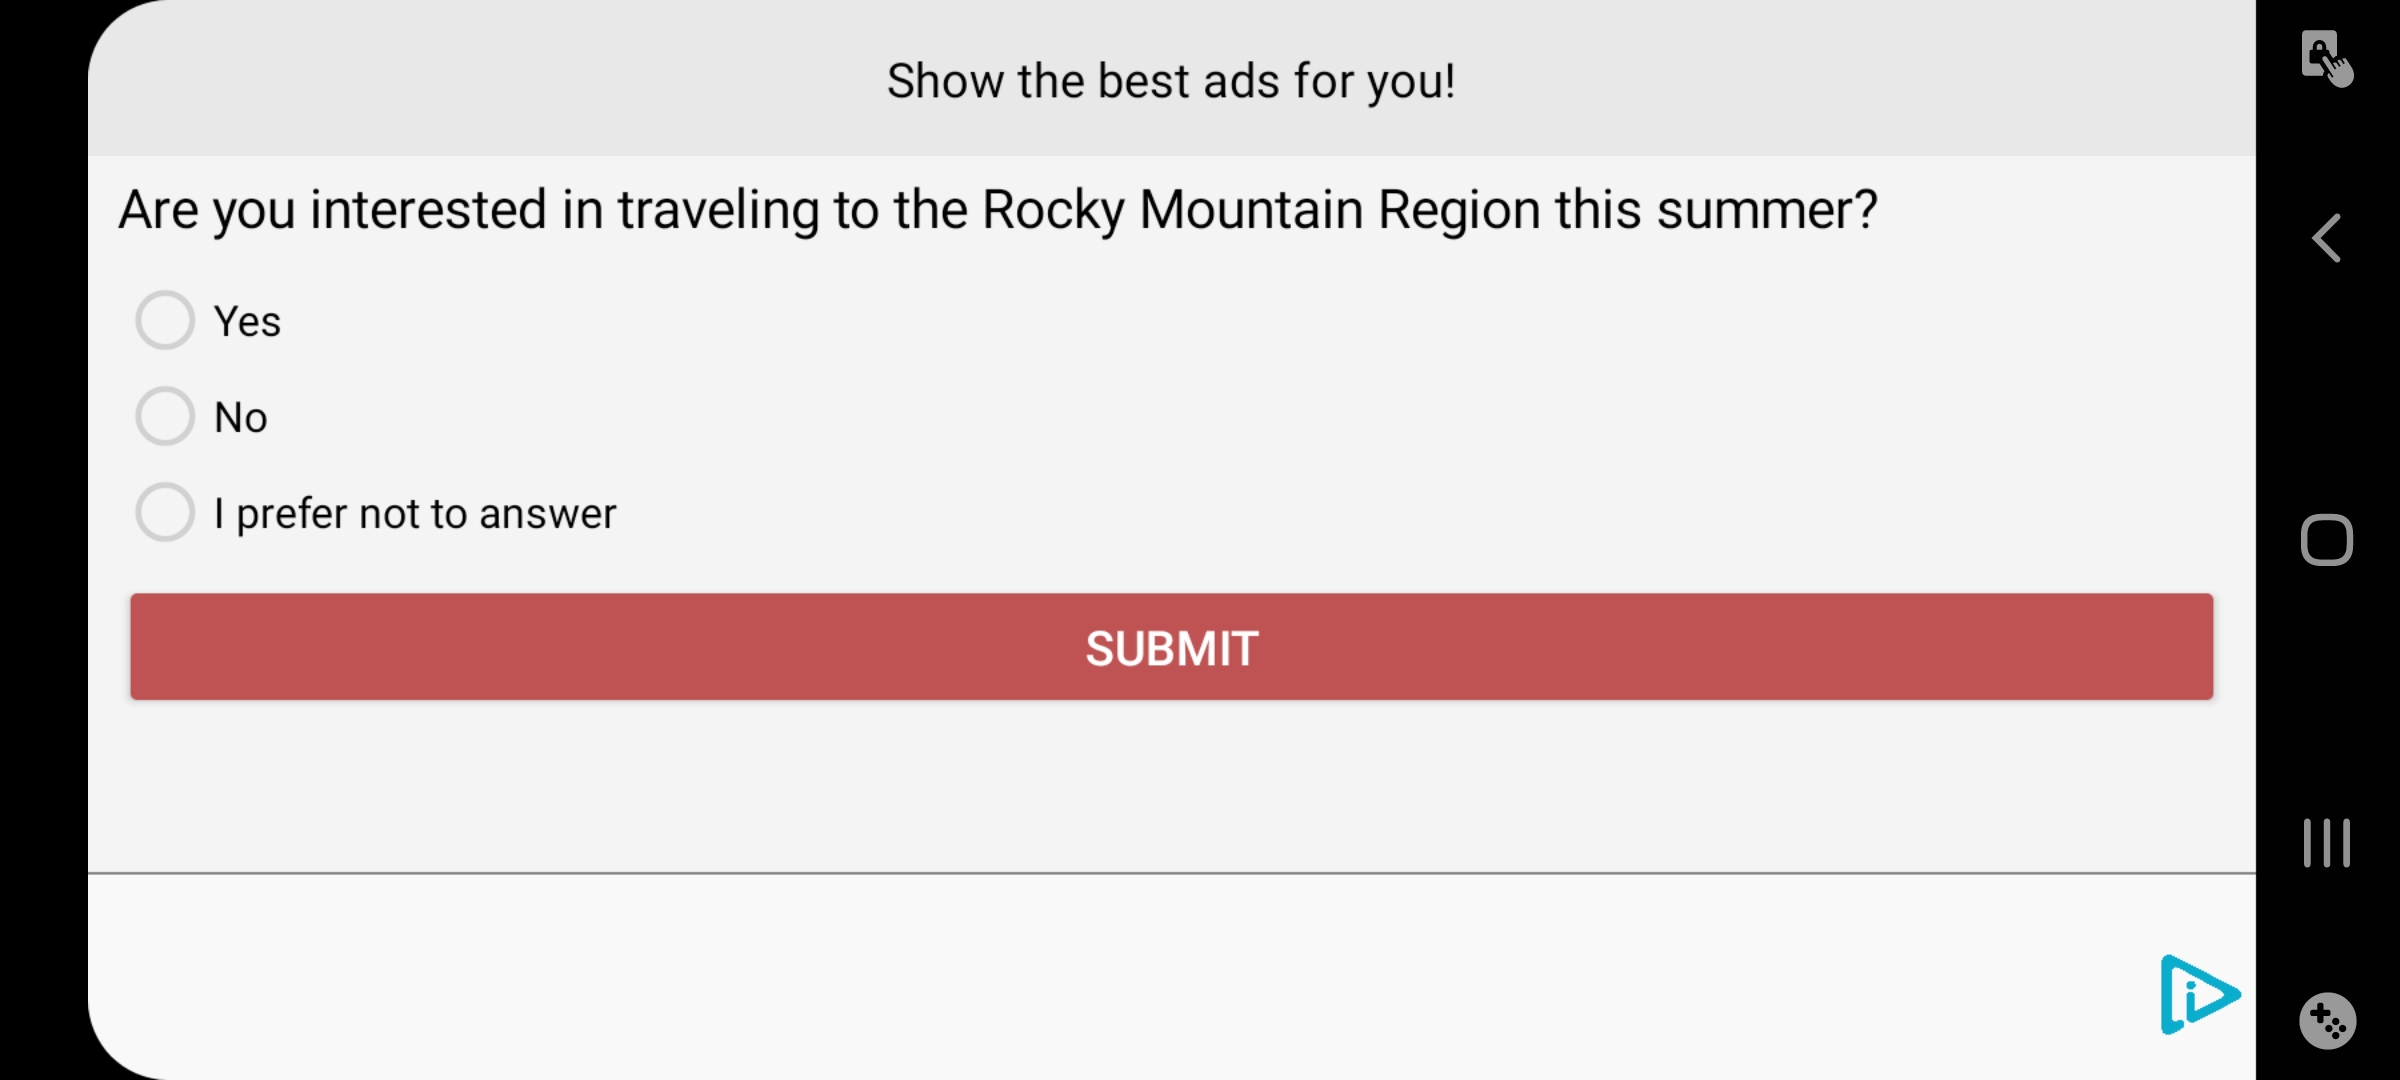 Show the best ads for you!
Are you interested in traveling to the Rocky Mountain Region this summer?
Yes
No
I prefer not to answer
SUBMIT